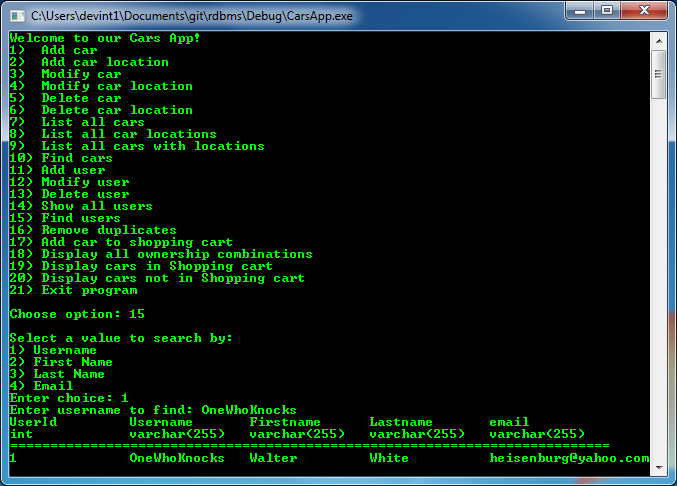 C:\Users\devint1\Documents\git\rdbms\Debug\CarsApp.exe
Welcome to our Cars App!
1)  Add car
2)  Add car location
3)  Modify car
4)  Modify car location
5)  Delete car
6)  Delete car location
7)  List all cars
8)  List all car locations
9)  List all cars with locations
10) Find cars
11) Add user
12) Modify user
13) Delete user
14) Show all users
15) Find users
16) Remove duplicates
17) Add car to shopping cart
18) Display all ownership combinations
19) Display cars in Shopping cart
20) Display cars not in Shopping cart
21) Exit program
Choose option: 15
Select a value to search by:
1) Username
2) First Name
3) Last Name
4) Email
Enter choice: 1
Enter username to find: OneWhoKnocks
UserId         Username       Firstname      Lastname       email
int            varchar(255)   varchar(255)   varchar(255)   varchar(255)
===========================================================================
1              OneWhoKnocks   Walter         White          heisenburg@yahoo.com